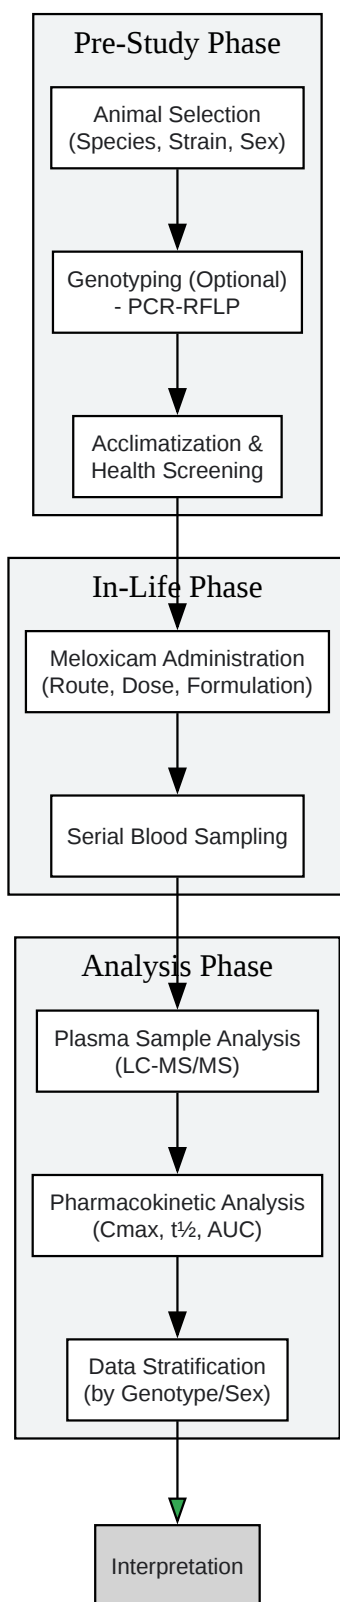 Pre-Study Phase
Animal Selection
(Species, Strain, Sex)
Genotyping (Optional)
- PCR-RFLP
Acclimatization &
Health Screening
In-Life Phase
Meloxicam Administration
(Route, Dose, Formulation)
Serial Blood Sampling
Analysis Phase
Plasma Sample Analysis
(LC-MS/MS)
Pharmacokinetic Analysis
(Cmax, t½, AUC)
Data Stratification
(by Genotype/Sex)
Interpretation